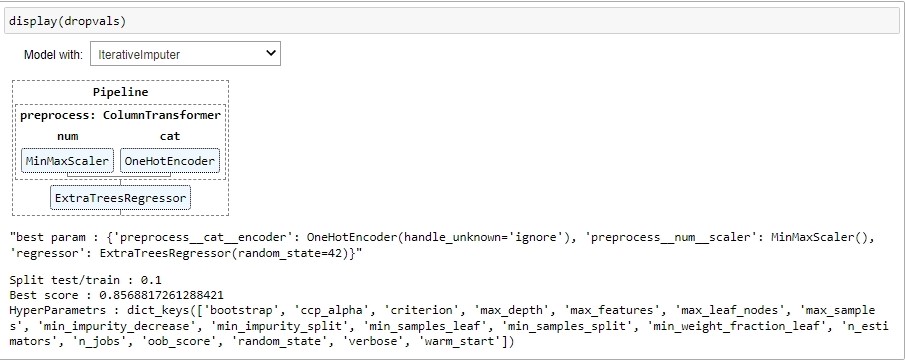 display(dropvals)
Model with: IterativeImputer
Pipeline
preprocess: ColumnTransformer
num cat
MinMaxScaler OneHotEncoder
ExtraTreesRegressor
"best param : {'preprocess__cat__encoder': OneHotEncoder(handle_unknown='ignore'), 'preprocess__num__scaler': MinMaxScaler(),
'regressor': ExtraTreesRegressor(random_state=42)}"
Split test/train : 0.1
Best score : 0.8568817261288421
HyperParametrs : dict_keys(['bootstrap', 'ccp_alpha', 'criterion', 'max_depth', 'max_features', 'max_leaf_nodes', 'max_sample
s', 'min_impurity_decrease', 'min_impurity_split', 'min_samples_leaf', 'min_samples_split', 'min_weight_fraction_leaf', 'n_esti
mators', 'n_jobs', 'oob_score', 'random_state', 'verbose', 'warm_start'])